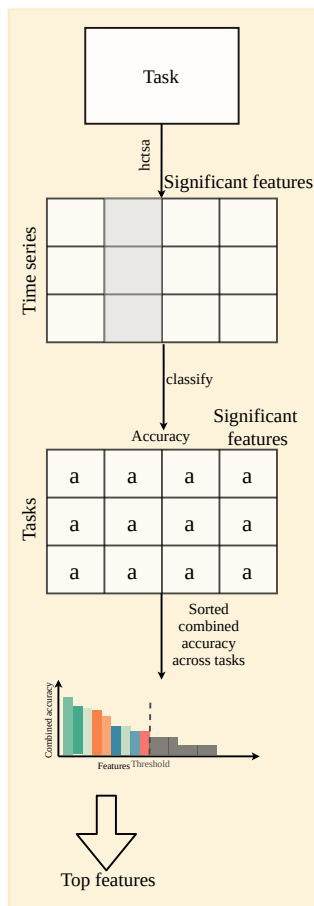 Task
hctsa
Significant features
Time series
classify
Accuracy
Significant
features
Tasks
a a a a
a a a a
a a a a
Sorted
combined
accuracy
across tasks
Combined accuracy
Features
Threshold
Top features